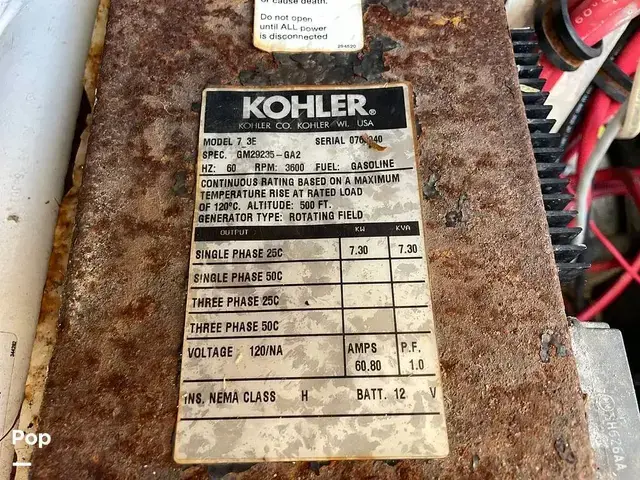 or cause death.
Do not open
until ALL power
is disconnected
KOHLER®
KOHLER CO. KOHLER WI. USA
MODEL 7.3E SERIAL
SPEC. GM29235-GA2
HZ: 60 RPM: 3600 FUEL: GASOLINE
CONTINUOUS RATING BASED ON A MAXIMUM
TEMPERATURE RISE AT RATED LOAD
OF 120°C. ALTITUDE: 500 FT.
GENERATOR TYPE: ROTATING FIELD
OUTPUT KW KVA
SINGLE PHASE 25C 7.30 7.30
SINGLE PHASE 50C
THREE PHASE 25C
THREE PHASE 50C
VOLTAGE 120/NA AMPS P.F.
60.80 1.0
INS. NEMA CLASS H BATT. 12 V
Pop